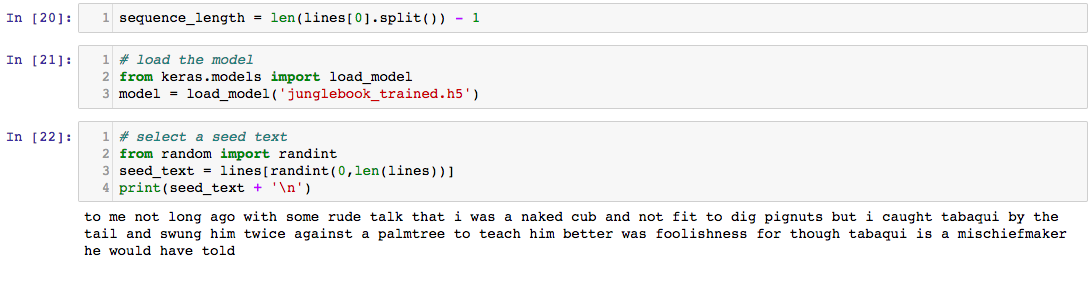 In [20]: 1 sequence_length = len(lines[0].split()) - 1
In [21]: 1 # load the model
2 from keras.models import load_model
3 model = load_model('junglebook_trained.h5')
In [22]: 1 # select a seed text
2 from random import randint
3 seed_text = lines[randint(0,len(lines))]
4 print(seed_text + '\n')
to me not long ago with some rude talk that i was a naked cub and not fit to dig pignuts but i caught tabaqui by the
tail and swung him twice against a palmtree to teach him better was foolishness for though tabaqui is a mischiefmaker
he would have told